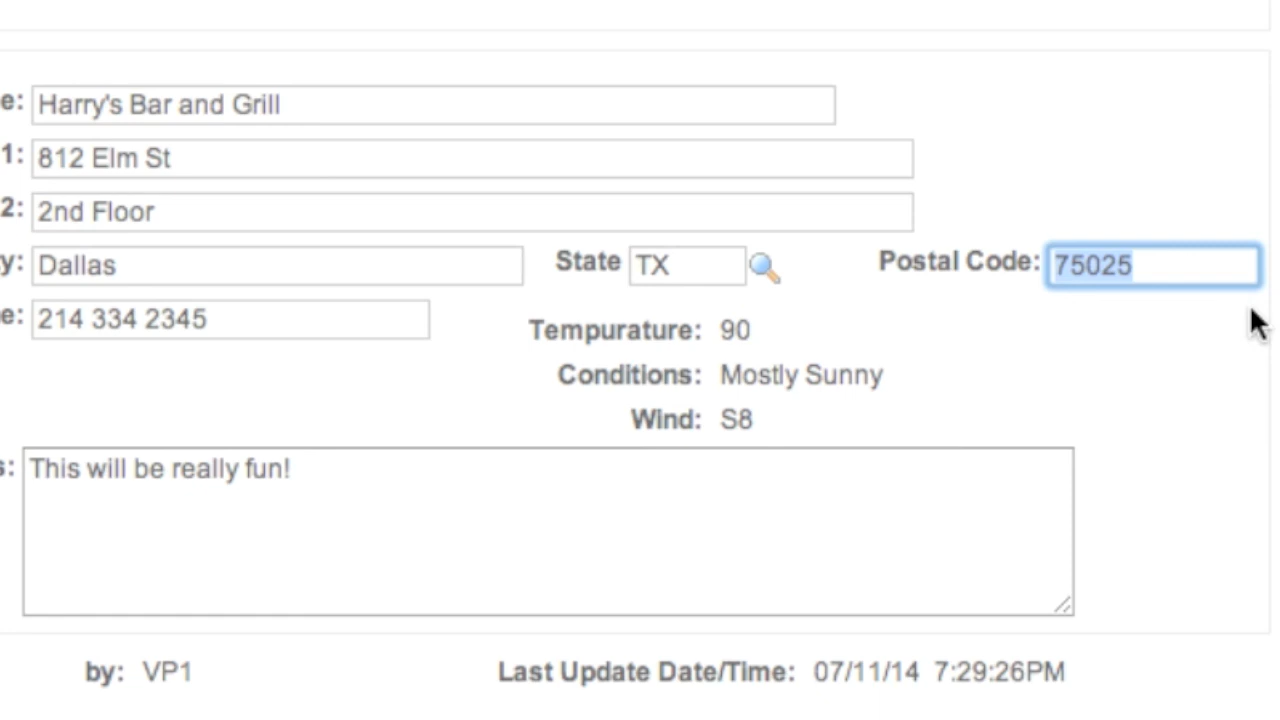 e: Harry's Bar and Grill
1: 812 Elm St
2: 2nd Floor
y: Dallas State TX Postal Code: 75025
e: 214 334 2345
Tempurature: 90
Conditions: Mostly Sunny
Wind: S8
s: This will be really fun!
by: VP1 Last Update Date/Time: 07/11/14 7:29:26PM